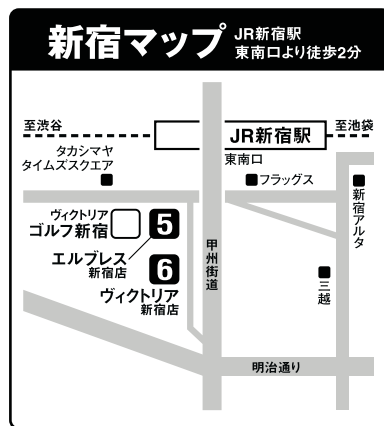 新宿マップ
JR新宿駅
東南口より徒歩2分
至渋谷
JR新宿駅
至池袋
タカシマヤ
タイムズスクエア
東南口
フラッグス
新宿アルタ
ヴィクトリア
ゴルフ新宿
5
エルブレス
新宿店
6
ヴィクトリア
新宿店
甲州街道
三越
明治通り